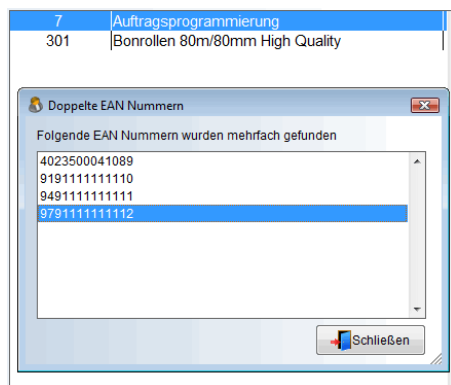 7 Auftragsprogrammierung
301 Bonrollen 80m/80mm High Quality
Doppelte EAN Nummern
Folgende EAN Nummern wurden mehrfach gefunden
4023500041089
9191111111110
9491111111111
9791111111112
Schließen